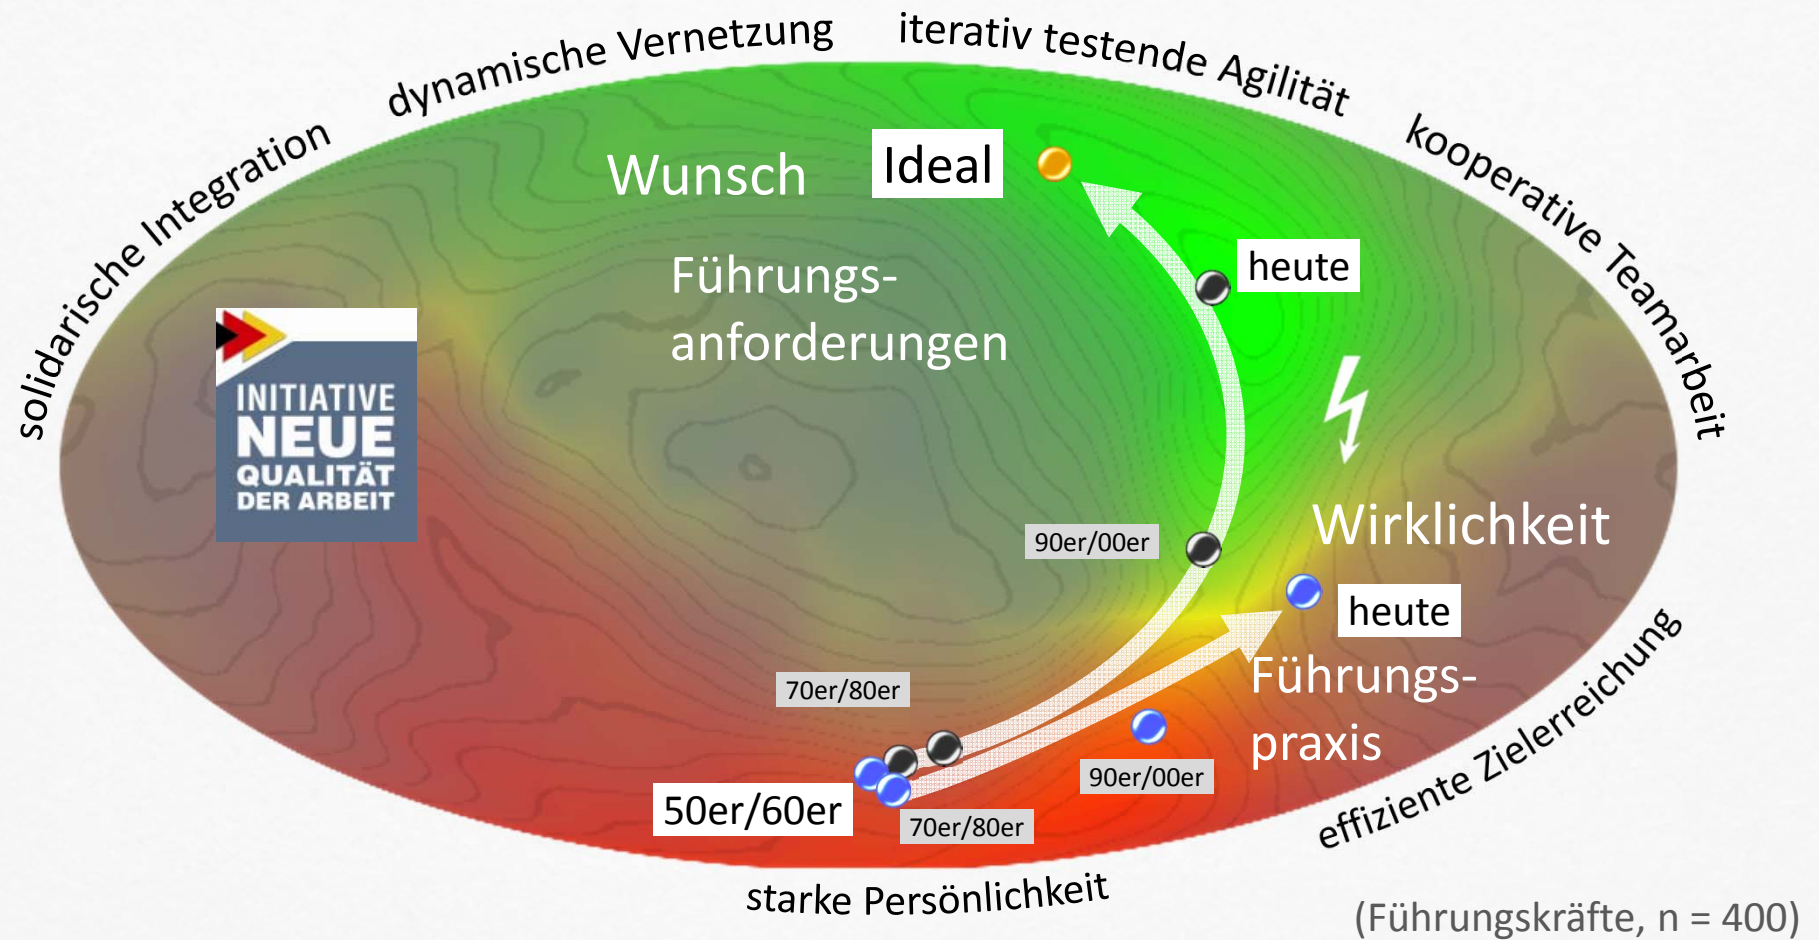 dynamische Vernetzung
iterativ testende Agilität
solidarische Integration
kooperative Teamarbeit
Wunsch
Ideal
Führungs-
anforderungen
heute
INITIATIVE
NEUE
QUALITÄT
DER ARBEIT
90er/00er
Wirklichkeit
heute
Führungs-
praxis
70er/80er
90er/00er
50er/60er
70er/80er
effiziente Zielerreichung
starke Persönlichkeit
(Führungskräfte, n = 400)